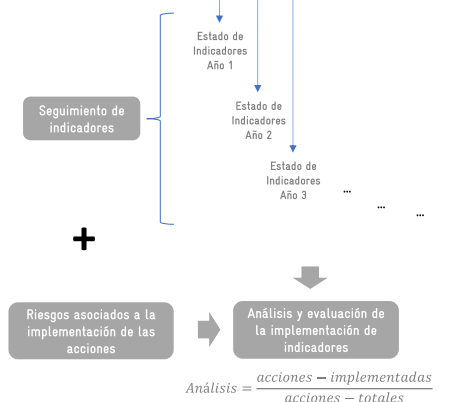 Estado de
Indicadores
Año 1
Seguimiento de
indicadores
Estado de
Indicadores
Año 2
Estado de
Indicadores
Año 3
...
...
...
+
Riesgos asociados a la
implementación de las
acciones
Análisis y evaluación de
la implementación de
indicadores
Análisis = acciones − implementadas
acciones − totales